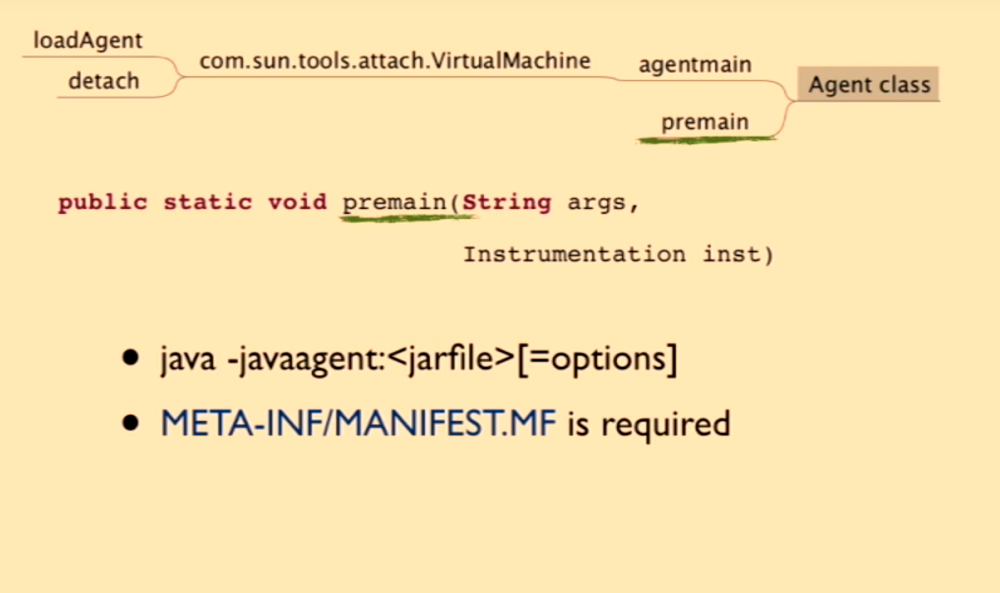 loadAgent
detach
com.sun.tools.attach.VirtualMachine
agentmain
premain
Agent class
public static void premain(String args,
Instrumentation inst)
• java -javaagent:<jarfile>[=options]
• META-INF/MANIFEST.MF is required